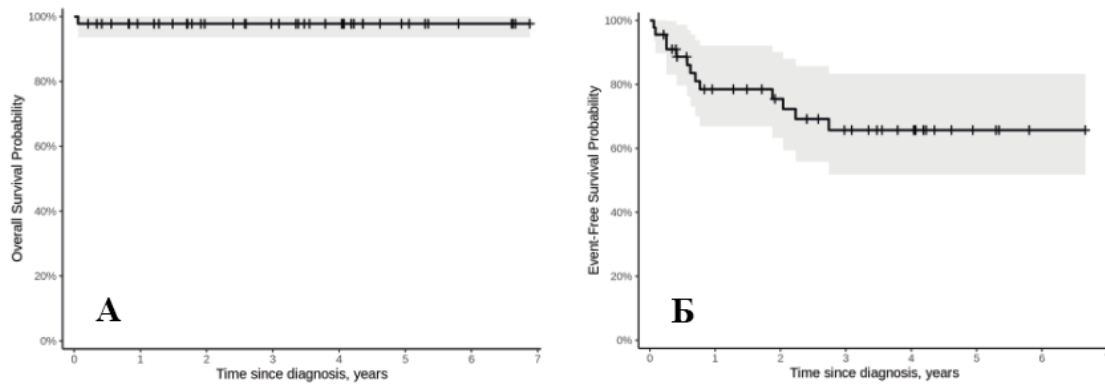 Overall Survival Probability
100%
80%
60%
40%
20%
0%
А
0 1 2 3 4 5 6 7
Time since diagnosis, years
Event-Free Survival Probability
100%
80%
60%
40%
20%
0%
Б
0 1 2 3 4 5 6
Time since diagnosis, years